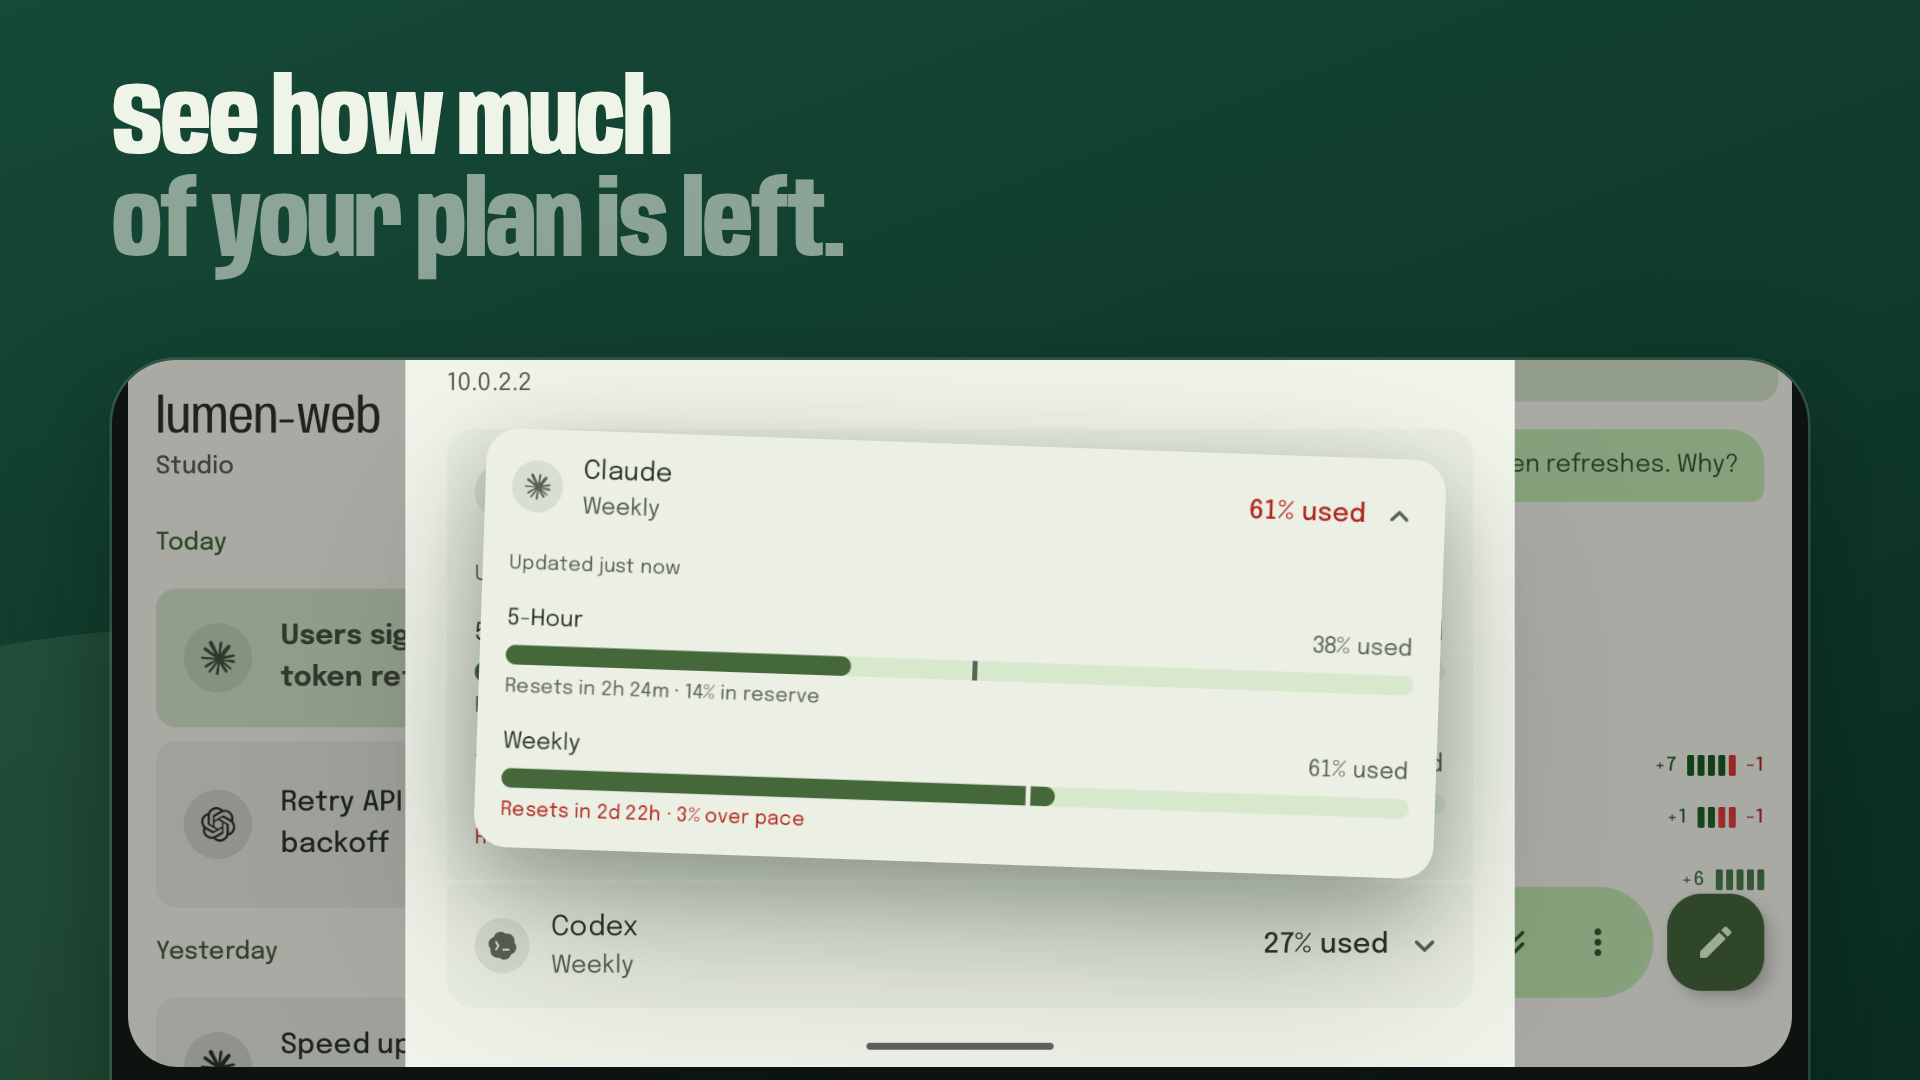 See how much
of your plan is left.
lumen-web
Studio
Today
Users sig
token ret
Retry API
backoff
Yesterday
Speed up
10.0.2.2
Claude
Weekly
61% used
Updated just now
5-Hour
38% used
Resets in 2h 24m · 14% in reserve
Weekly
61% used
Resets in 2d 22h · 3% over pace
Codex
Weekly
27% used
en refreshes. Why?
+7 -1
+1 -1
+6